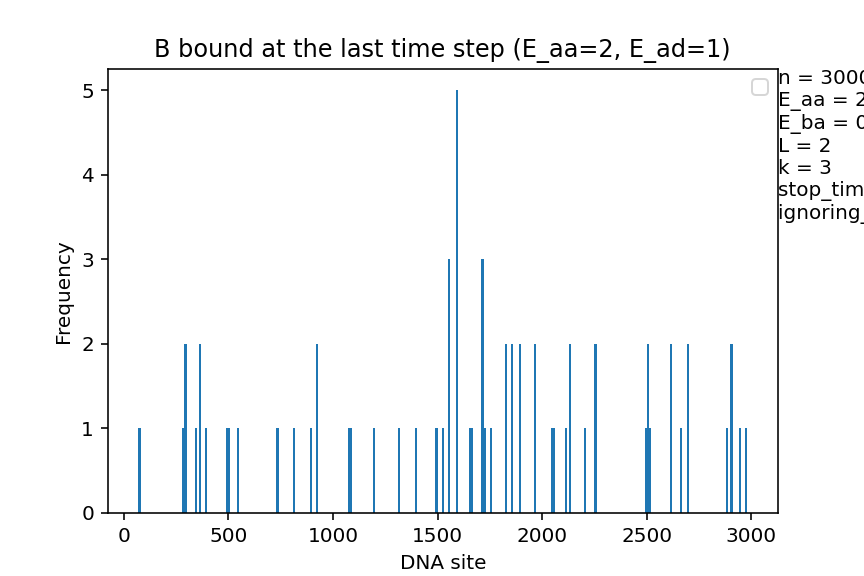 B bound at the last time step (E_aa=2, E_ad=1)
n = 3000
E_aa = 2
E_ba = 0
L = 2
k = 3
stop_tim
ignoring_
5
4
3
2
1
0
Frequency
0 500 1000 1500 2000 2500 3000
DNA site